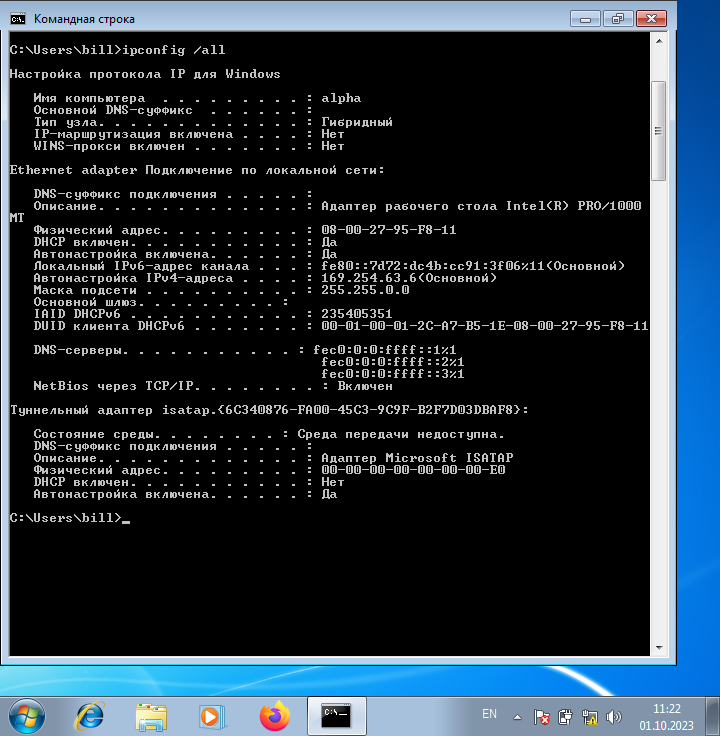 Командная строка
C:\Users\bill>ipconfig /all
Настройка протокола IP для Windows
Имя компьютера . . . . . . . . . : alpha
Основной DNS-суффикс . . . . . . :
Тип узла. . . . . . . . . . . . . : Гибридный
IP-маршрутизация включена . . . . : Нет
WINS-прокси включен . . . . . . . : Нет
Ethernet adapter Подключение по локальной сети:
DNS-суффикс подключения . . . . . :
Описание. . . . . . . . . . . . . : Адаптер рабочего стола Intel(R) PRO/1000
MT
Физический адрес. . . . . . . . . : 08-00-27-95-F8-11
DHCP включен. . . . . . . . . . . : Да
Автонастройка включена. . . . . . : Да
Локальный IPv6-адрес канала . . . : fe80::7d72:dc4b:cc91:3f06%11(Основной)
Автонастройка IPv4-адреса . . . . : 169.254.63.6(Основной)
Маска подсети . . . . . . . . . . : 255.255.0.0
Основной шлюз. . . . . . . . . . :
IAID DHCPv6 . . . . . . . . . . . : 235405351
DUID клиента DHCPv6 . . . . . . . : 00-01-00-01-2C-A7-B5-1E-08-00-27-95-F8-11
DNS-серверы. . . . . . . . . . . : fec0:0:0:ffff::1%1
fec0:0:0:ffff::2%1
fec0:0:0:ffff::3%1
NetBios через TCP/IP. . . . . . . . : Включен
Туннельный адаптер isatap.{6C340876-FA00-45C3-9C9F-B2F7D03DBAF8}:
Состояние среды. . . . . . . . : Среда передачи недоступна.
DNS-суффикс подключения . . . . . :
Описание. . . . . . . . . . . . . : Адаптер Microsoft ISATAP
Физический адрес. . . . . . . . . : 00-00-00-00-00-00-00-E0
DHCP включен. . . . . . . . . . . : Нет
Автонастройка включена. . . . . . : Да
C:\Users\bill>_
EN
11:22
01.10.2023